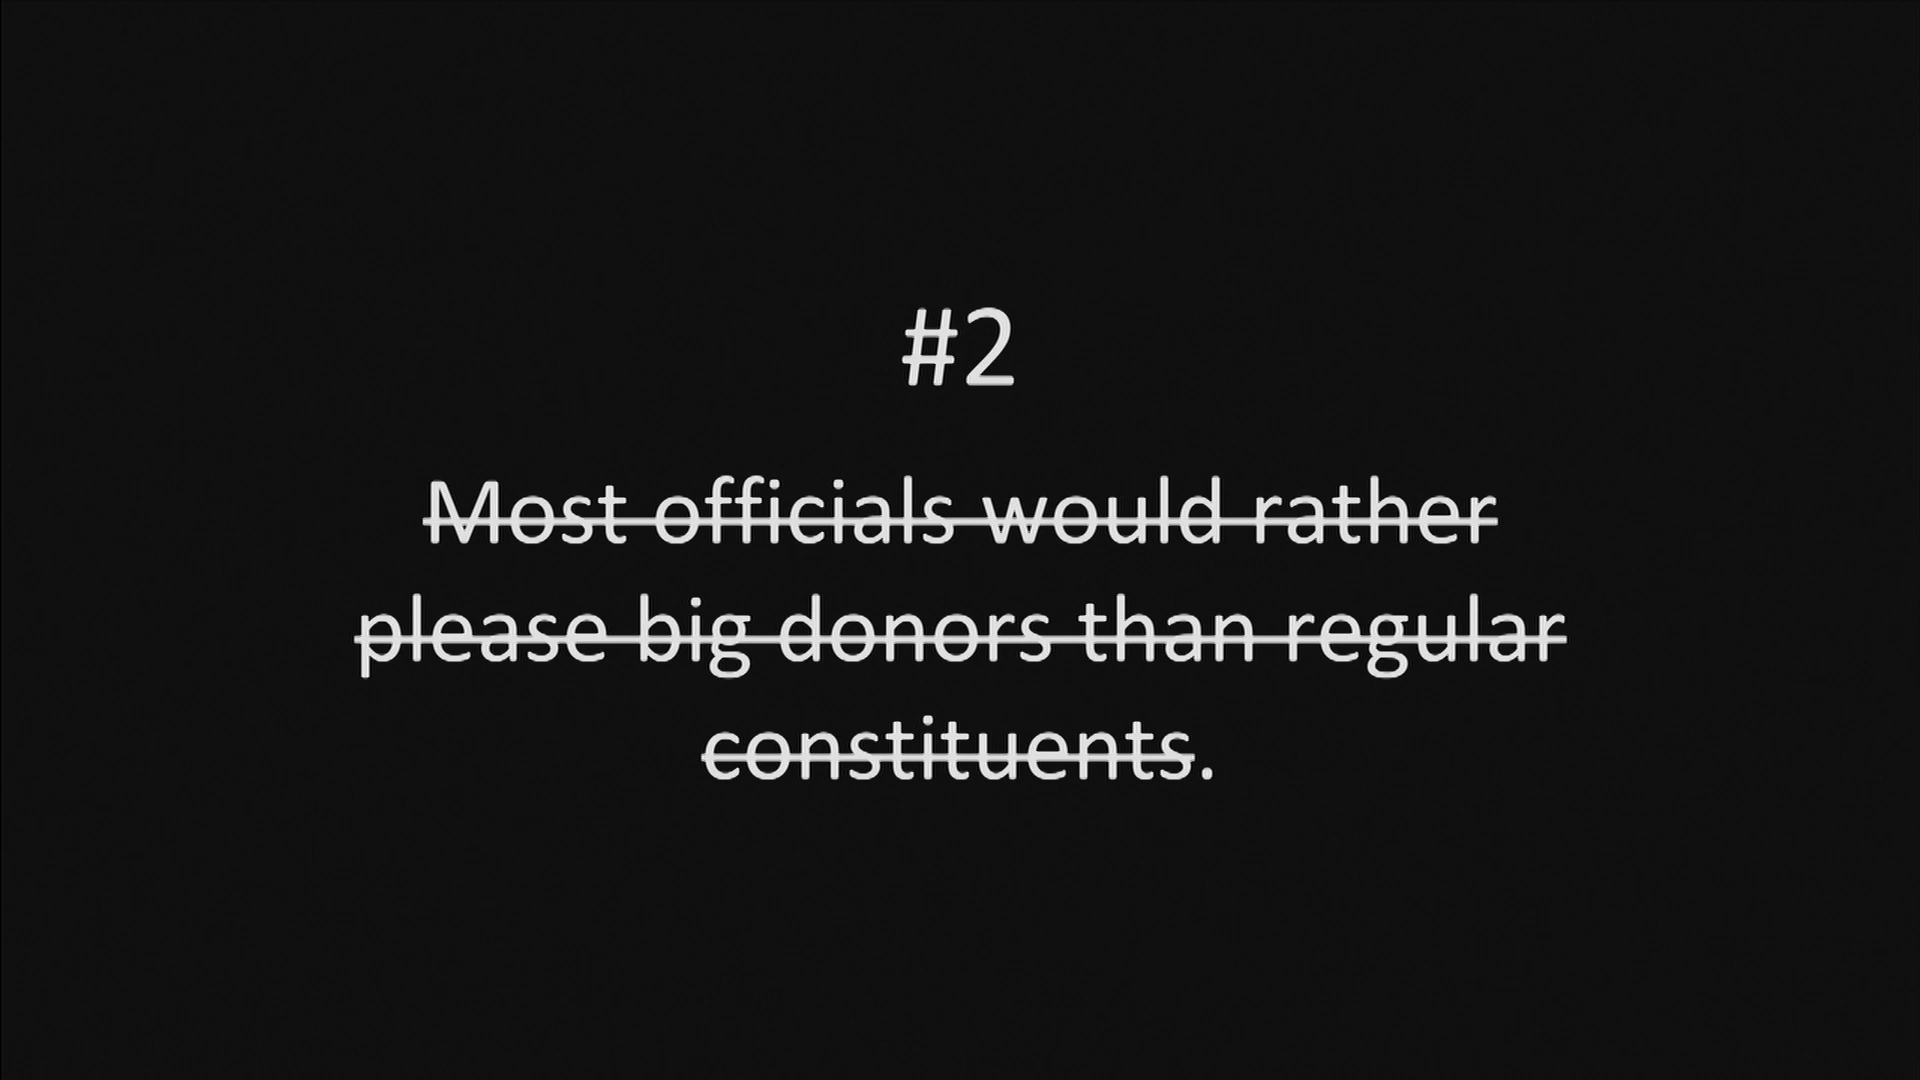 #2
Most officials would rather
please big donors than regular
constituents.